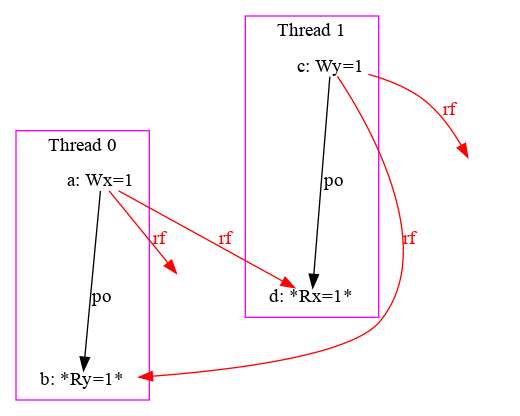 Thread 1
c: Wy=1
rf
Thread 0
a: Wx=1
po
rf
rf
rf
po
d: *Rx=1*
b: *Ry=1*